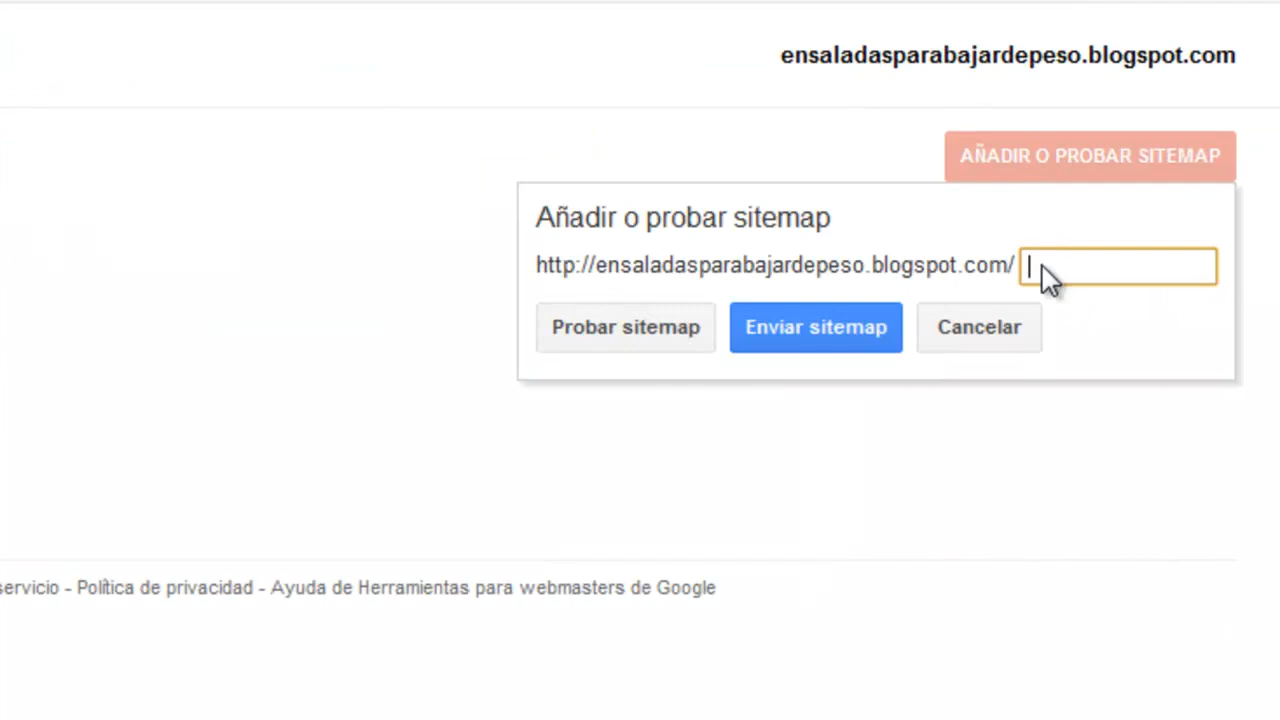 ensaladasparabajardepeso.blogspot.com
AÑADIR O PROBAR SITEMAP
Añadir o probar sitemap
http://ensaladasparabajardepeso.blogspot.com/
Probar sitemap Enviar sitemap Cancelar
servicio - Política de privacidad - Ayuda de Herramientas para webmasters de Google